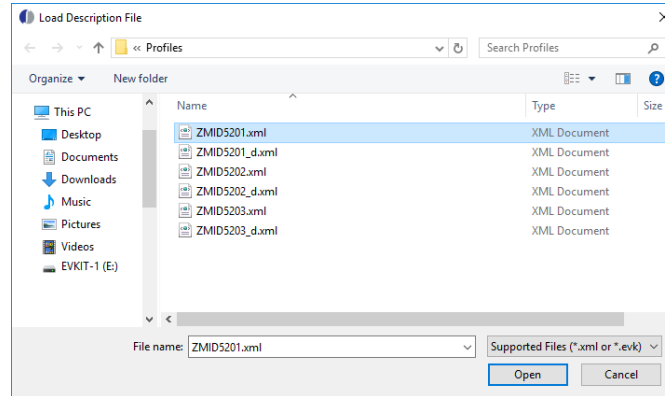 Load Description File
« Profiles
Search Profiles
Organize
New folder
This PC
Desktop
Documents
Downloads
Music
Pictures
Videos
EVKIT-1 (E:)
Name Type Size
ZMID5201.xml XML Document
ZMID5201_d.xml XML Document
ZMID5202.xml XML Document
ZMID5202_d.xml XML Document
ZMID5203.xml XML Document
ZMID5203_d.xml XML Document
File name: ZMID5201.xml Supported Files (*.xml or *.evk)
Open Cancel